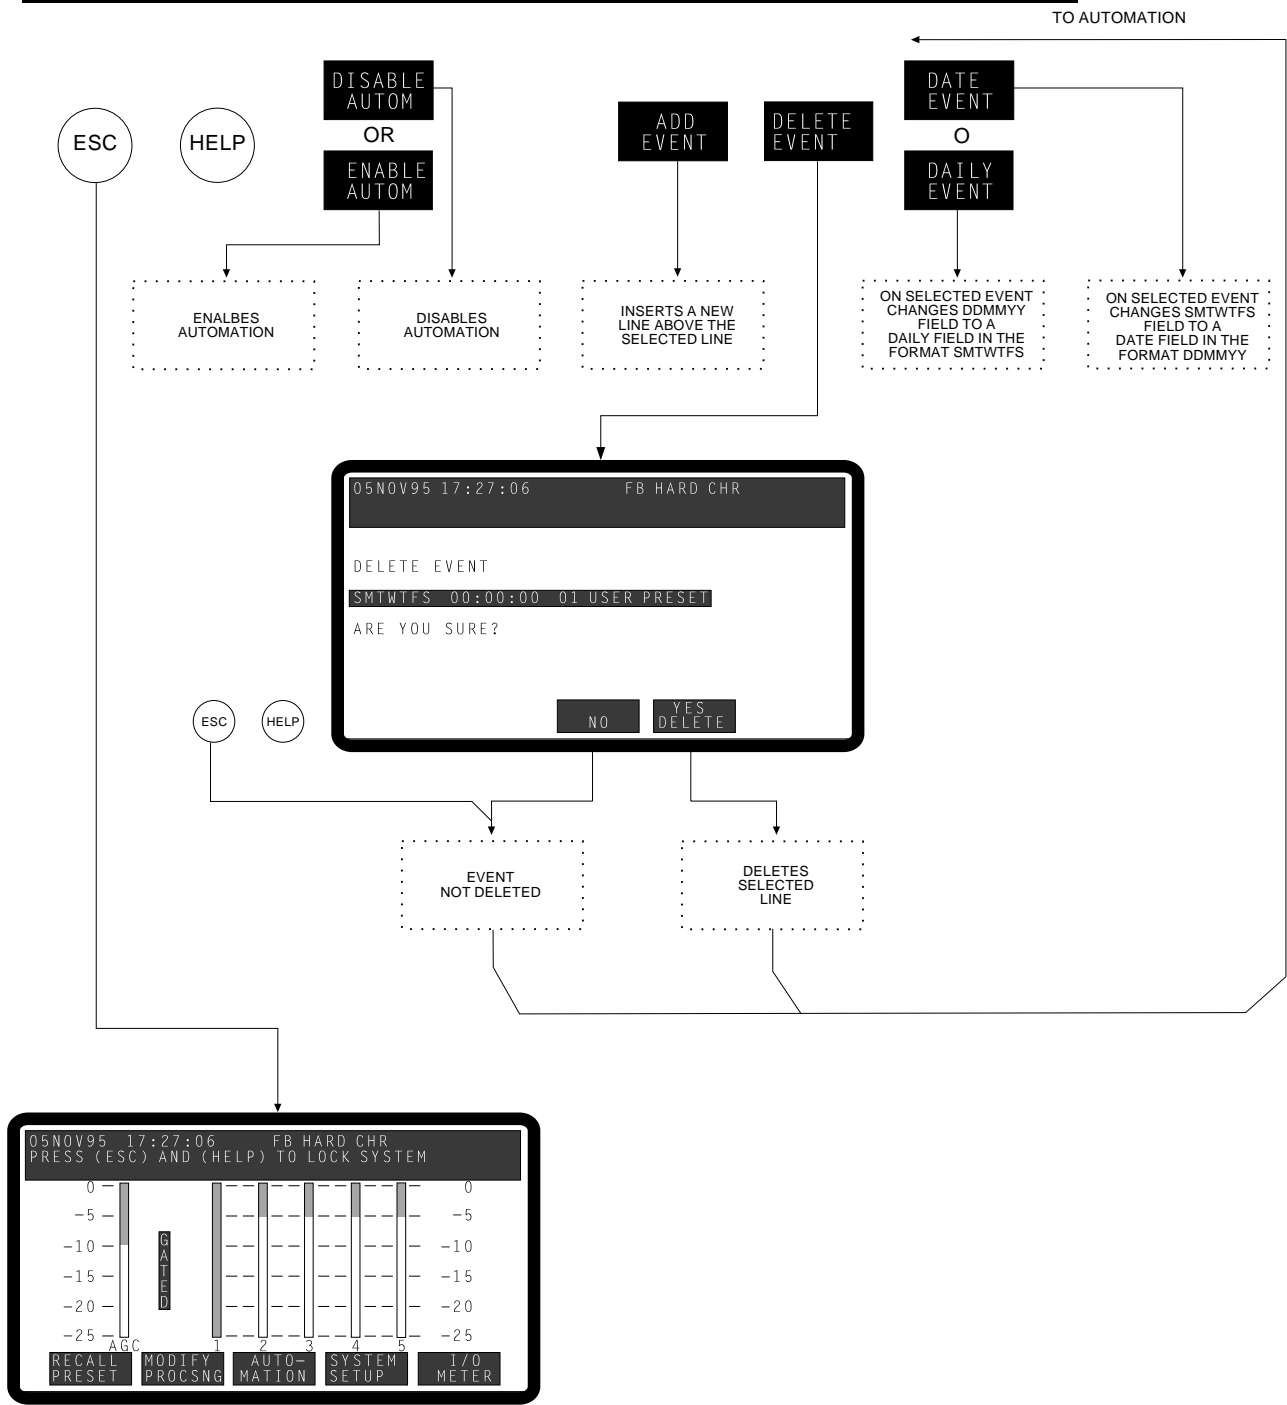 TO AUTOMATION
ESC
HELP
DISABLE
AUTOM
OR
ENABLE
AUTOM
ADD
EVENT
DELETE
EVENT
DATE
EVENT
O
DAILY
EVENT
ENALBES
AUTOMATION
DISABLES
AUTOMATION
INSERTS A NEW
LINE ABOVE THE
SELECTED LINE
ON SELECTED EVENT
CHANGES DDMMYY
FIELD TO A
DAILY FIELD IN THE
FORMAT SMTWTFS
ON SELECTED EVENT
CHANGES SMTWTFS
FIELD TO A
DATE FIELD IN THE
FORMAT DDMMYY
05NOV95 17:27:06 FB HARD CHR
DELETE EVENT
SMTWTFS 00:00:00 01 USER PRESET
ARE YOU SURE?
NO
YES
DELETE
ESC
HELP
EVENT
NOT DELETED
DELETES
SELECTED
LINE
05NOV95 17:27:06 FB HARD CHR
PRESS (ESC) AND (HELP) TO LOCK SYSTEM
0 0
-5 -5
-10 -10
-15 -15
-20 -20
-25 -25
GATED
AGC 1 2 3 4 5
RECALL
PRESET
MODIFY
PROCSNG
AUTO-
MATION
SYSTEM
SETUP
I/O
METER